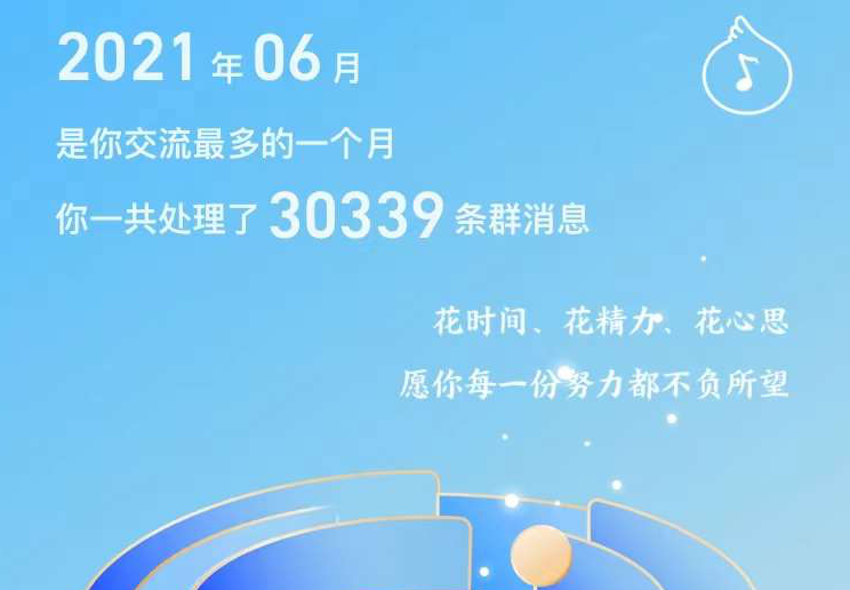 2021年06月
是你交流最多的一个月
你一共处理了30339条群消息
花时间、花精力、花心思
愿你每一份努力都不负所望